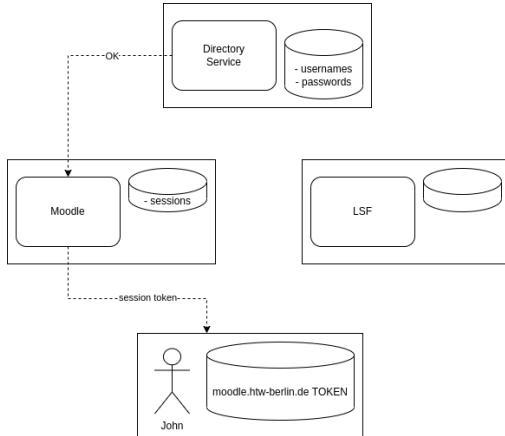 Directory
Service
- usernames
- passwords
OK
Moodle
- sessions
LSF
session token
moodle.htw-berlin.de TOKEN
John